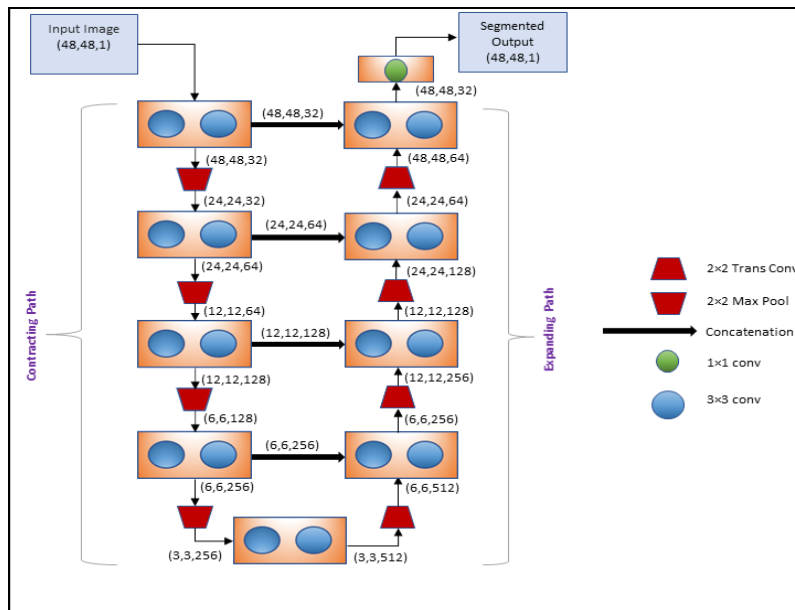 Input Image
(48,48,1)
Segmented
Output
(48,48,1)
(48,48,32)
(48,48,32)
(48,48,32)
(48,48,64)
(24,24,32)
(24,24,64)
(24,24,64)
(24,24,64)
(24,24,128)
(12,12,64)
(12,12,128)
(12,12,128)
(12,12,128)
(12,12,256)
(6,6,128)
(6,6,256)
(6,6,256)
(6,6,256)
(6,6,512)
(3,3,256)
(3,3,512)
Contracting Path
Expanding Path
2×2 Trans Conv
2×2 Max Pool
Concatenation
1×1 conv
3×3 conv